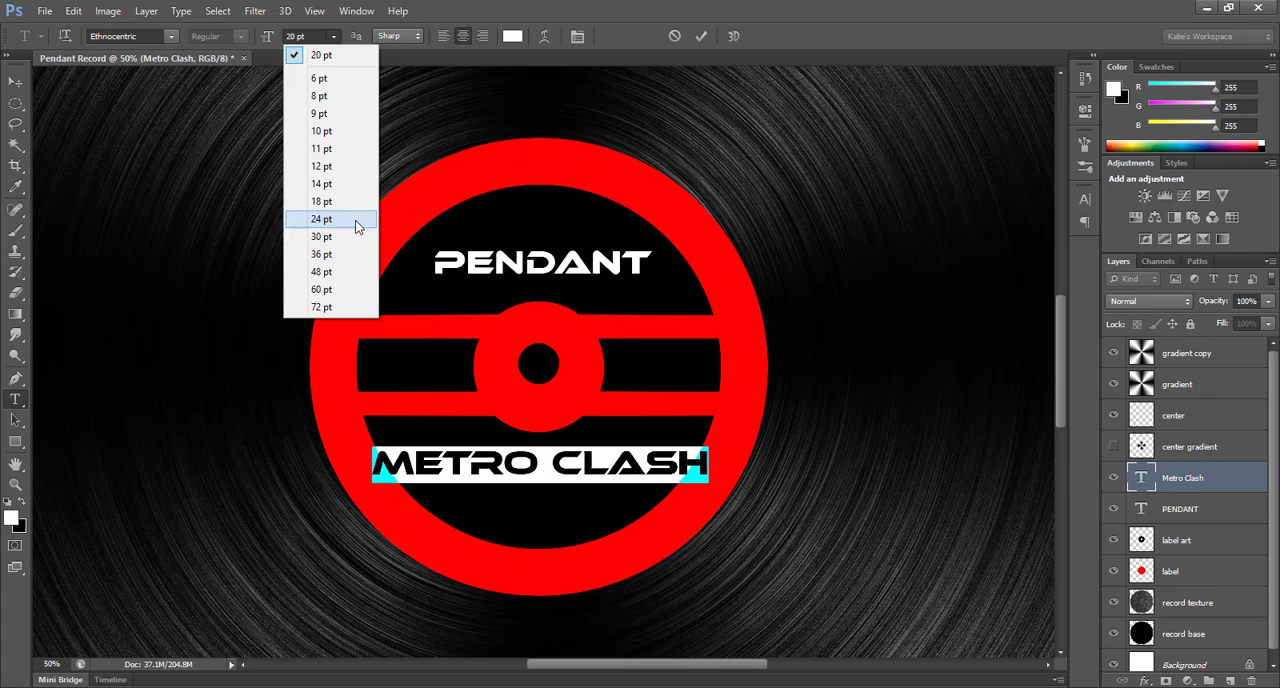 Ps File Edit Image Layer Type Select Filter 3D View Window Help
T Ethnocentric Regular 20 pt aa Sharp 3D Katie's Workspace
Pendant Record @ 50% (Metro Clash, RGB/8) * ×
20 pt
6 pt
8 pt
9 pt
10 pt
11 pt
12 pt
14 pt
18 pt
24 pt
30 pt
36 pt
48 pt
60 pt
72 pt
PENDANT
METRO CLASH
Color Swatches
R 255
G 255
B 255
Adjustments Styles
Add an adjustment
Layers Channels Paths
Kind
Normal Opacity: 100%
Lock: Fill: 100%
gradient copy
gradient
center
center gradient
Metro Clash
PENDANT
label art
label
record texture
record base
Background
50% Doc: 37.1M/204.8M
Mini Bridge Timeline